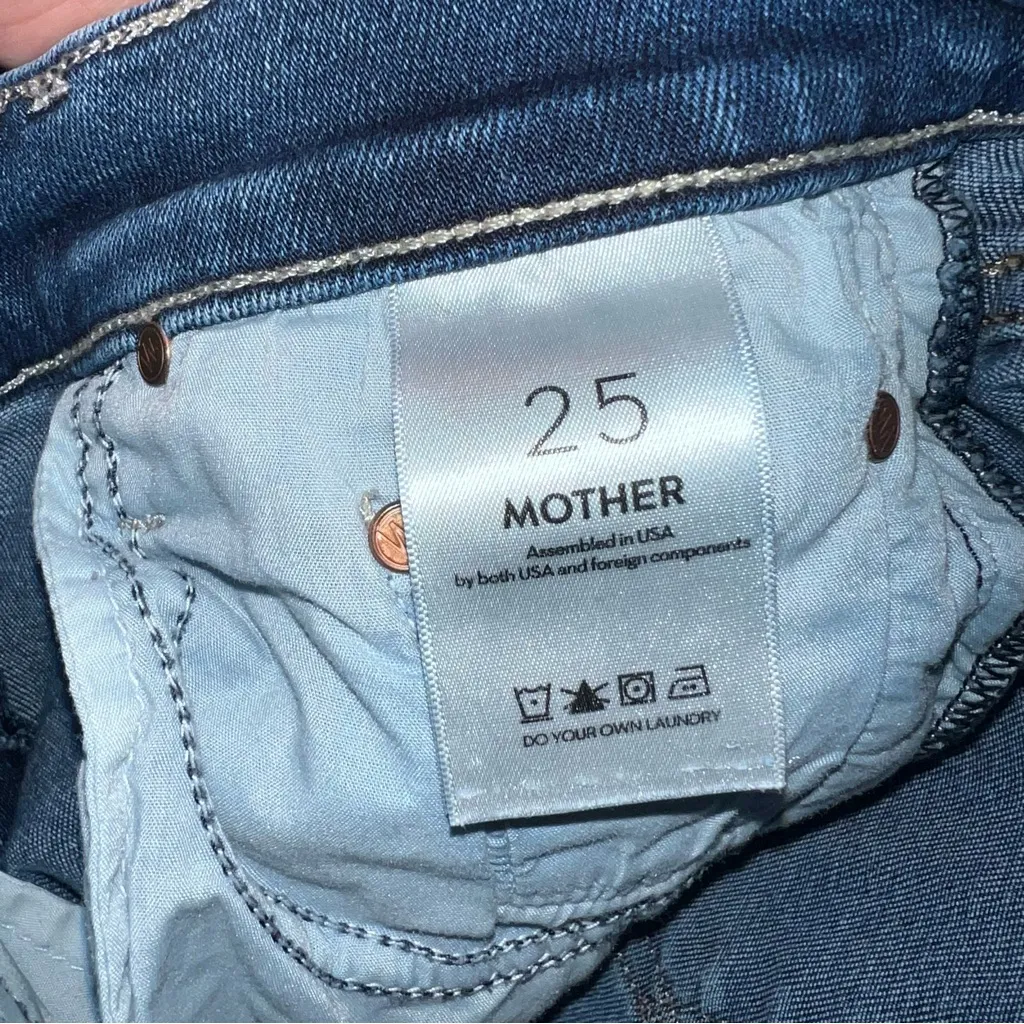 25
MOTHER
Assembled in USA
by both USA and foreign components
DO YOUR OWN LAUNDRY